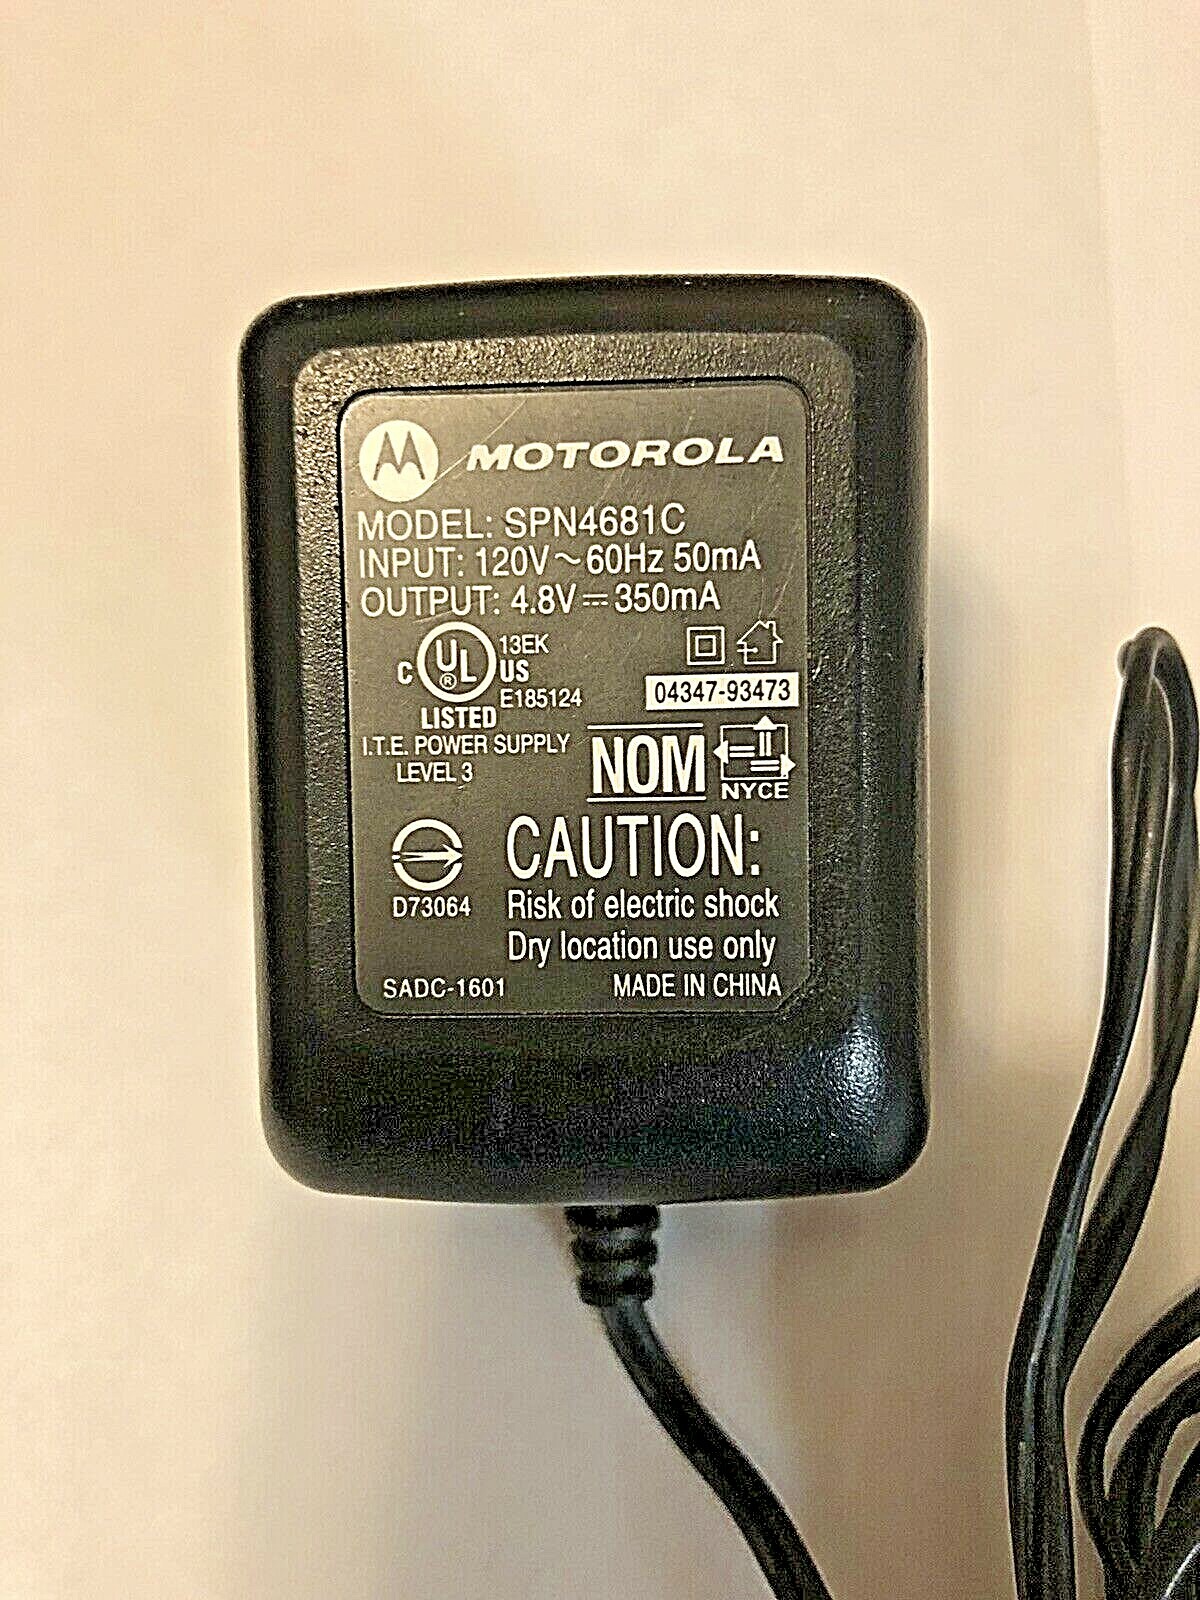 MOTOROLA
MODEL: SPN4681C
INPUT: 120V ~ 60Hz 50mA
OUTPUT: 4.8V ⎓ 350mA
C UL ® US 13EK
E185124
LISTED
I.T.E. POWER SUPPLY
LEVEL 3
04347-93473
NOM
NYCE
D73064
CAUTION:
Risk of electric shock
Dry location use only
SADC-1601 MADE IN CHINA